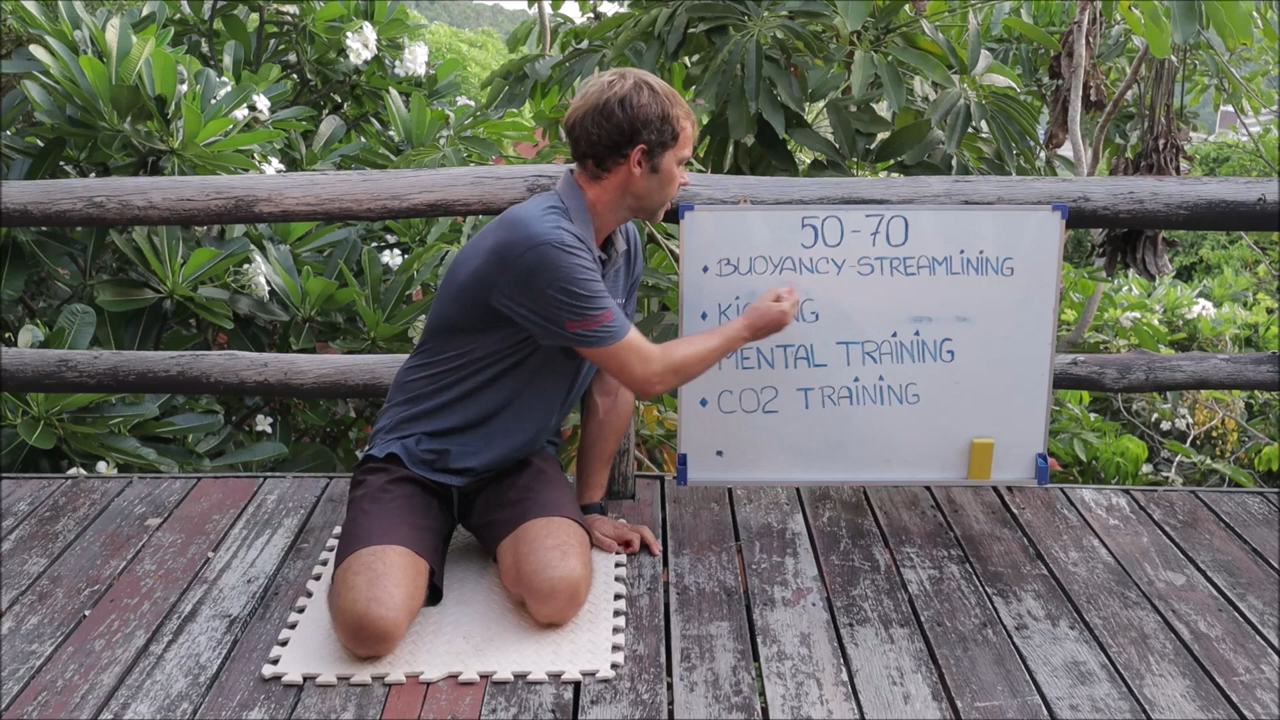 50-70
• BUOYANCY-STREAMLINING
•
• MENTAL TRAINING
• CO2 TRAINING
•